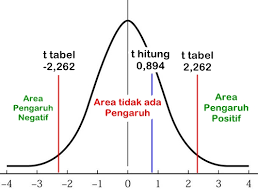 t tabel
-2,262
t hitung
0,894
t tabel
2,262
Area
Pengaruh
Negatif
Area tidak ada
Pengaruh
Area
Pengaruh
Positif
-4 -3 -2 -1 0 1 2 3 4